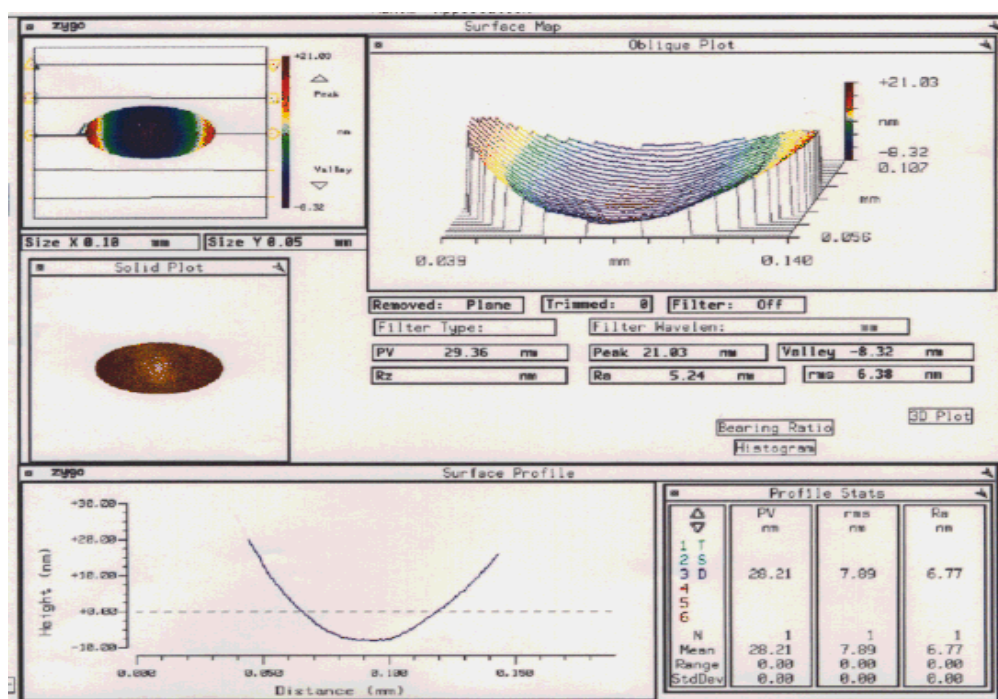 zygo Surface Map
+21.03
Peak
nm
Valley
-8.32
Size X 0.10 mm Size Y 0.05 mm
Solid Plot
Oblique Plot
+21.03
nm
-8.32
0.107
mm
0.056
0.039 mm 0.140
Removed: Plane Trimmed: 0 Filter: Off
Filter Type: Filter Wavelen: mm
PV 29.36 nm Peak 21.03 nm Valley -8.32 nm
Rz nm Ra 5.24 nm rms 6.38 nm
3D Plot
Bearing Ratio
Histogram
zygo Surface Profile
Height (nm)
+30.00
+20.00
+10.00
+0.00
-10.00
0.000 0.050 0.100 0.150
Distance (mm)
Profile Stats
PV rms Ra
nm nm nm
1 T
2 S
3 D 28.21 7.89 6.77
4
5
6
N 1 1 1
Mean 28.21 7.89 6.77
Range 0.00 0.00 0.00
StdDev 0.00 0.00 0.00